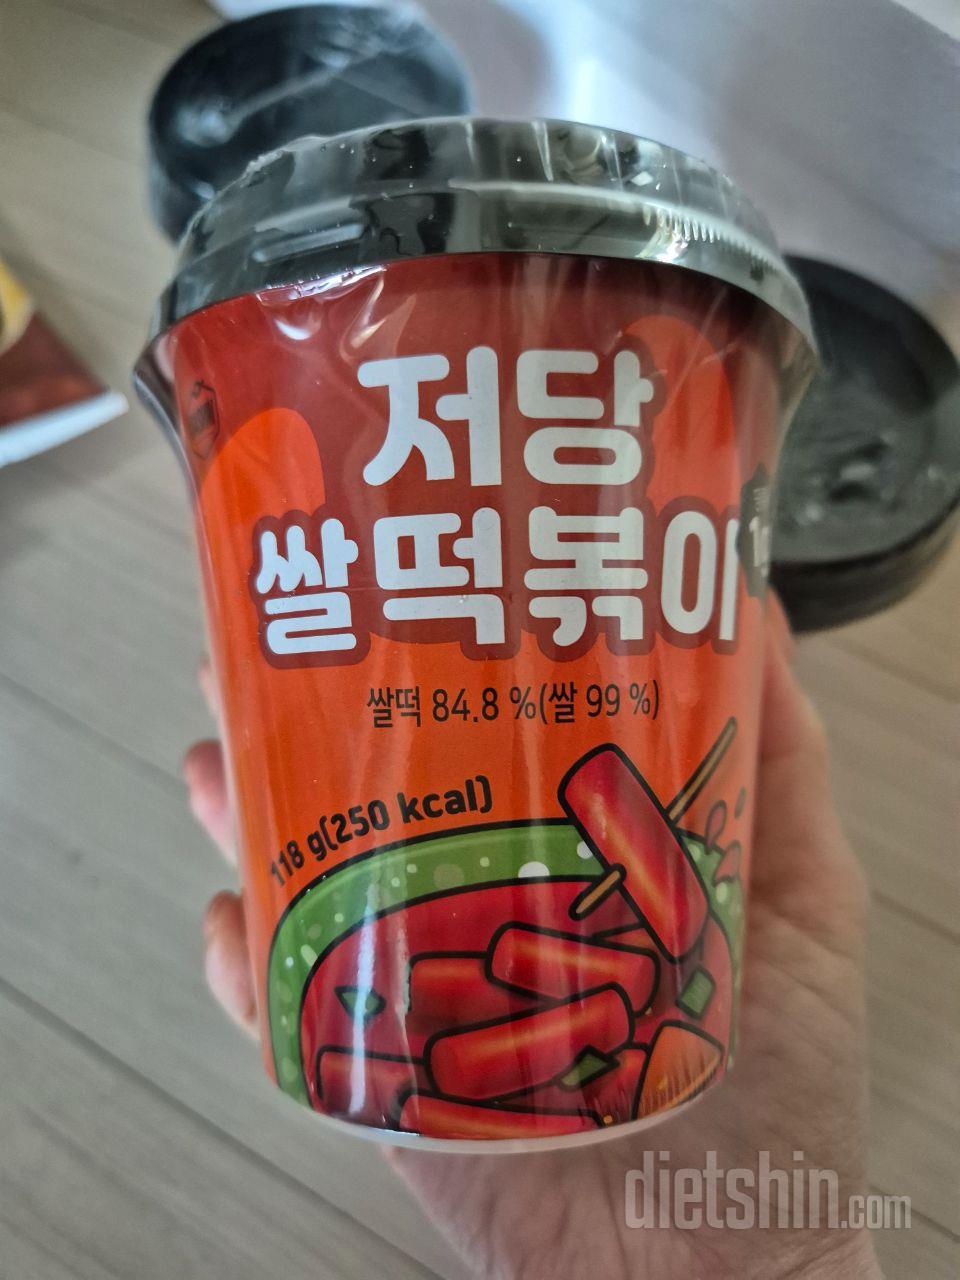 저당
쌀떡볶이
쌀떡 84.8 %(쌀 99 %)
118 g(250 kcal)
dietshin.com